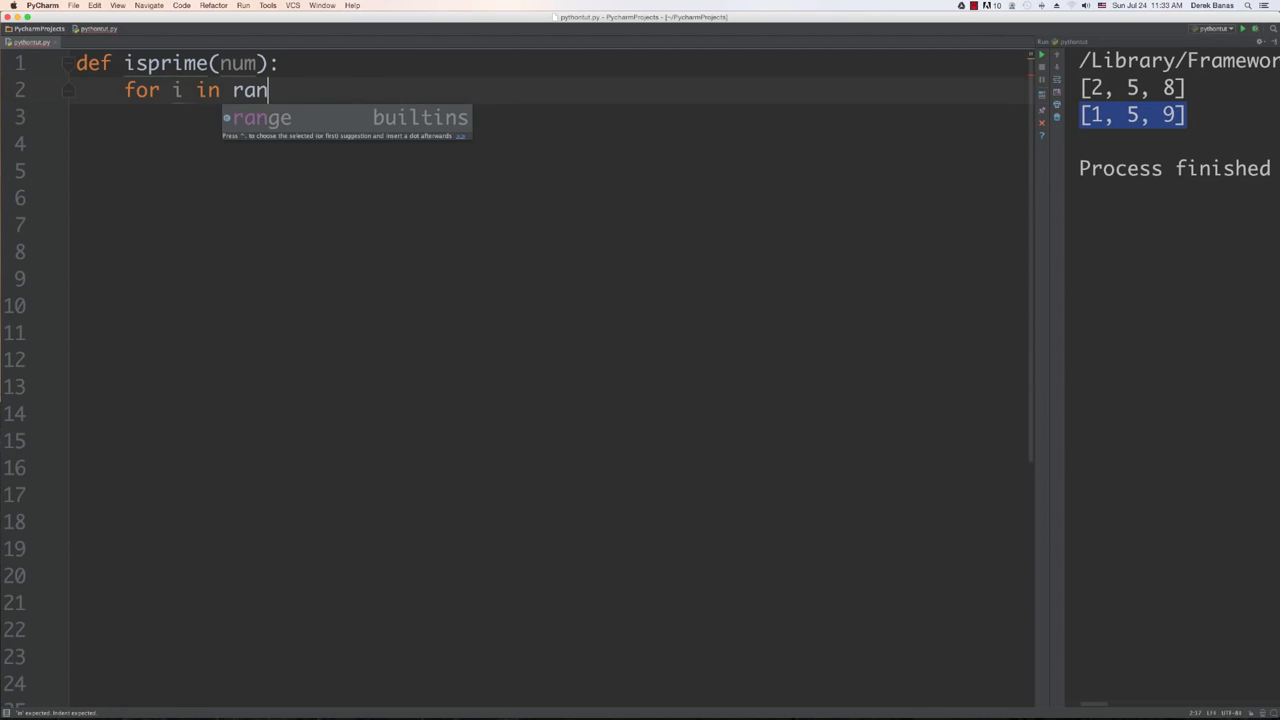 PyCharm File Edit View Navigate Code Refactor Run Tools VCS Window Help
10 Sun Jul 24 11:33 AM Derek Banas
pythontut.py - PycharmProjects - [~/PycharmProjects]
PycharmProjects pythontut.py
pythontut
pythontut.py
Run pythontut
1 def isprime(num):
2 for i in ran
range builtins
Press ^. to choose the selected (or first) suggestion and insert a dot afterwards >>
3
4
5
6
7
8
9
10
11
12
13
14
15
16
17
18
19
20
21
22
23
24
25
/Library/Framewor
[2, 5, 8]
[1, 5, 9]
Process finished
'in' expected. Indent expected.
2:17 LF÷ UTF-8÷